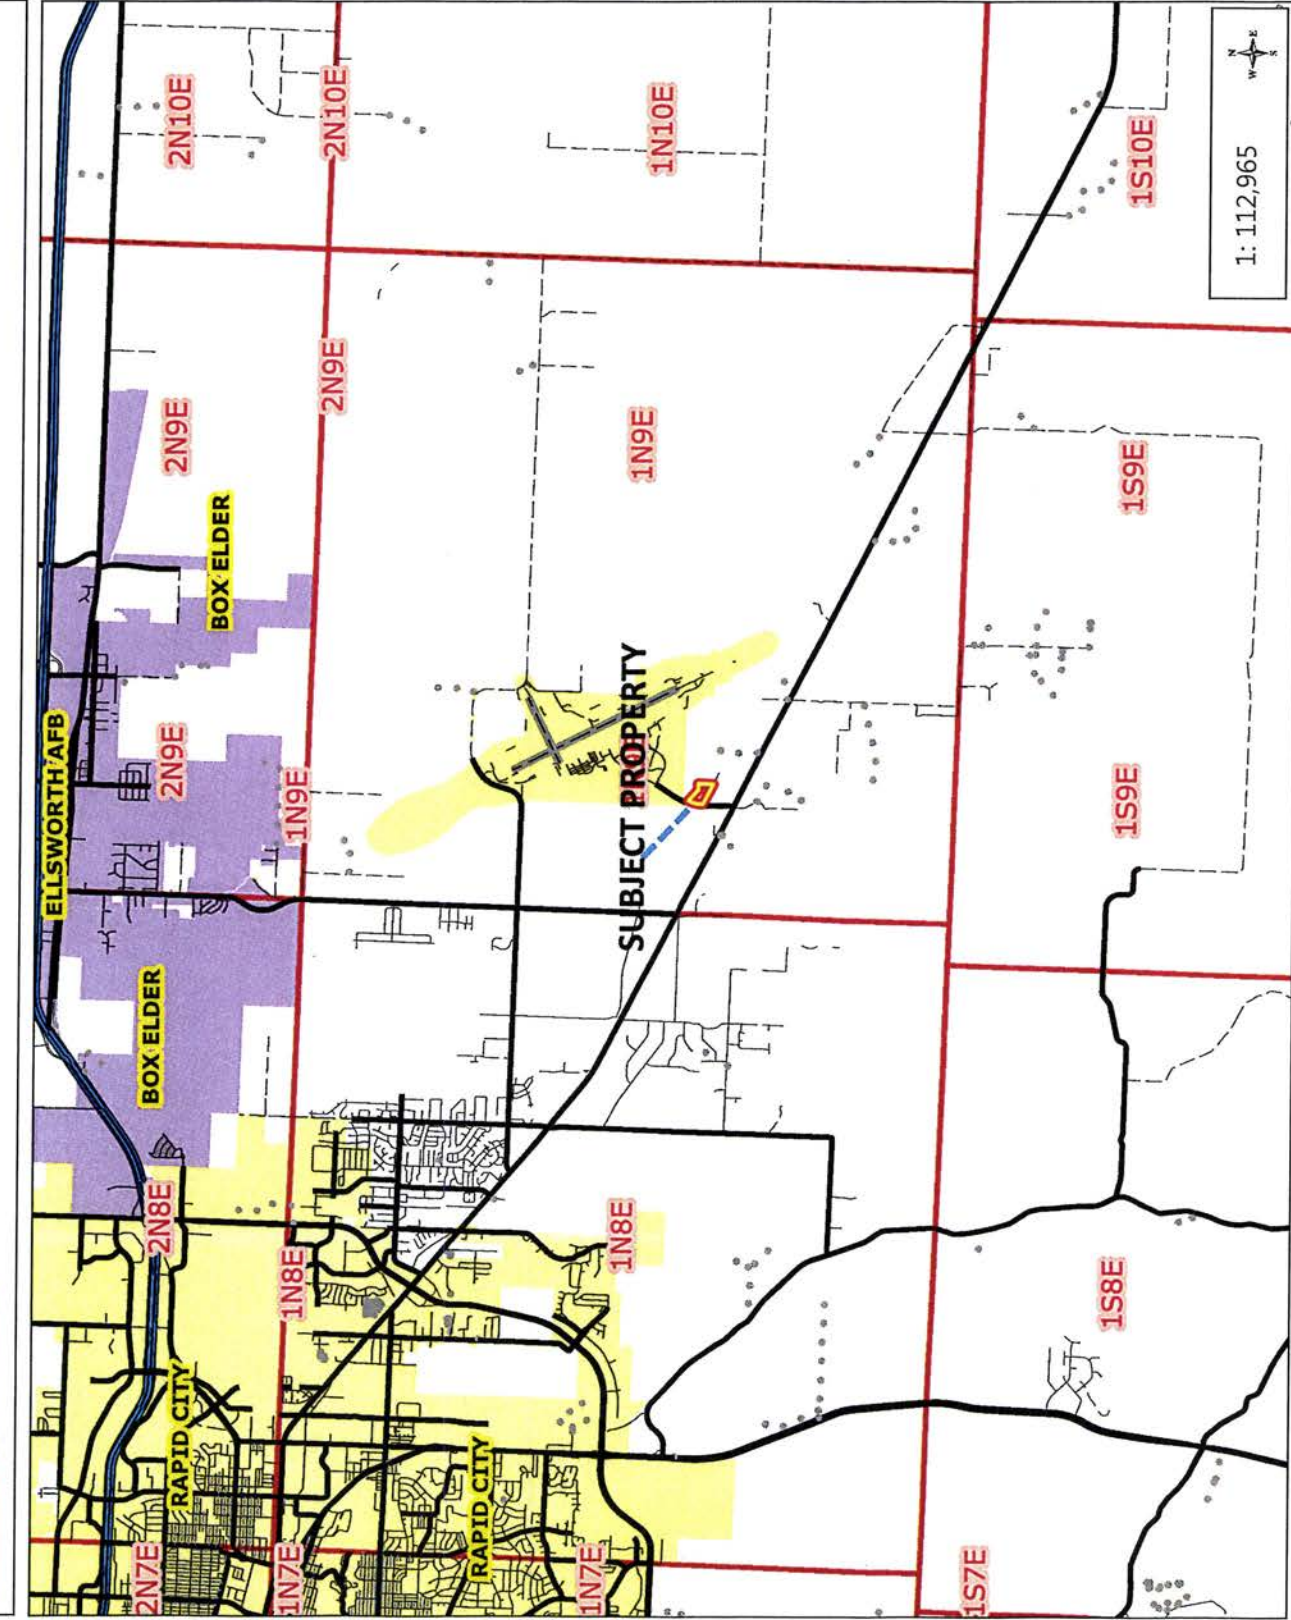 ELLSWORTH AFB
2N7E
RAPID CITY
2N8E
BOX ELDER
2N9E
2N9E
2N10E
BOX ELDER
1N7E
1N8E
1N9E
2N9E
2N10E
RAPID CITY
1N7E
1N8E
SUBJECT PROPERTY
1N9E
1N10E
1S7E
1S8E
1S9E
1S9E
1S10E
1: 112,965
N
W E
S